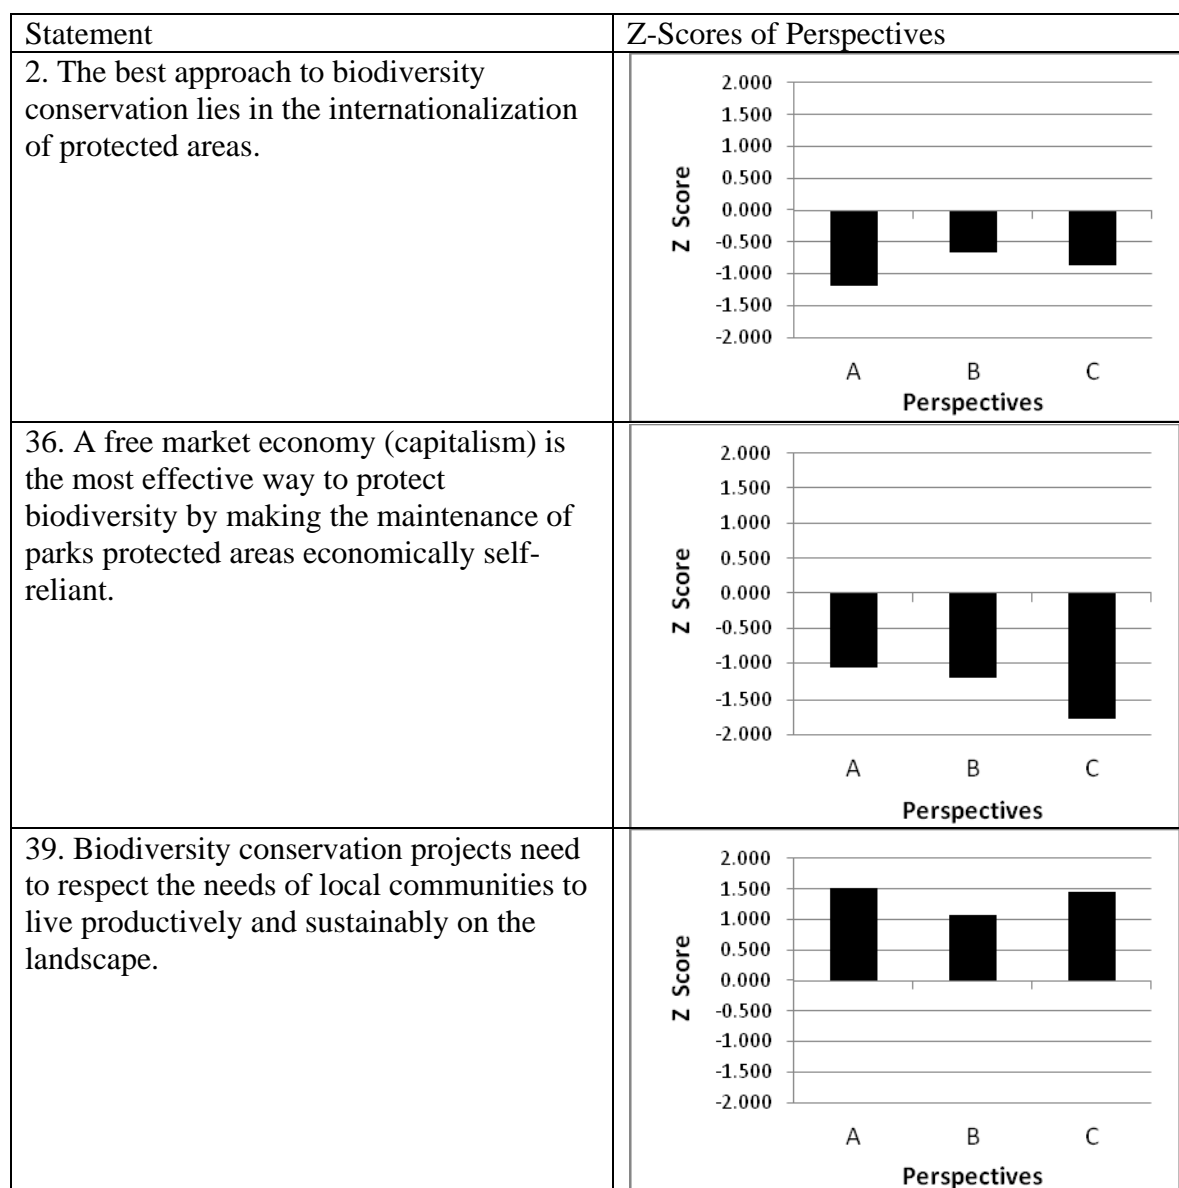 Statement
Z-Scores of Perspectives
2. The best approach to biodiversity
conservation lies in the internationalization
of protected areas.
2.000
1.500
1.000
0.500
0.000
-0.500
-1.000
-1.500
-2.000
Z Score
A B C
Perspectives
36. A free market economy (capitalism) is
the most effective way to protect
biodiversity by making the maintenance of
parks protected areas economically self-
reliant.
2.000
1.500
1.000
0.500
0.000
-0.500
-1.000
-1.500
-2.000
Z Score
A B C
Perspectives
39. Biodiversity conservation projects need
to respect the needs of local communities to
live productively and sustainably on the
landscape.
2.000
1.500
1.000
0.500
0.000
-0.500
-1.000
-1.500
-2.000
Z Score
A B C
Perspectives